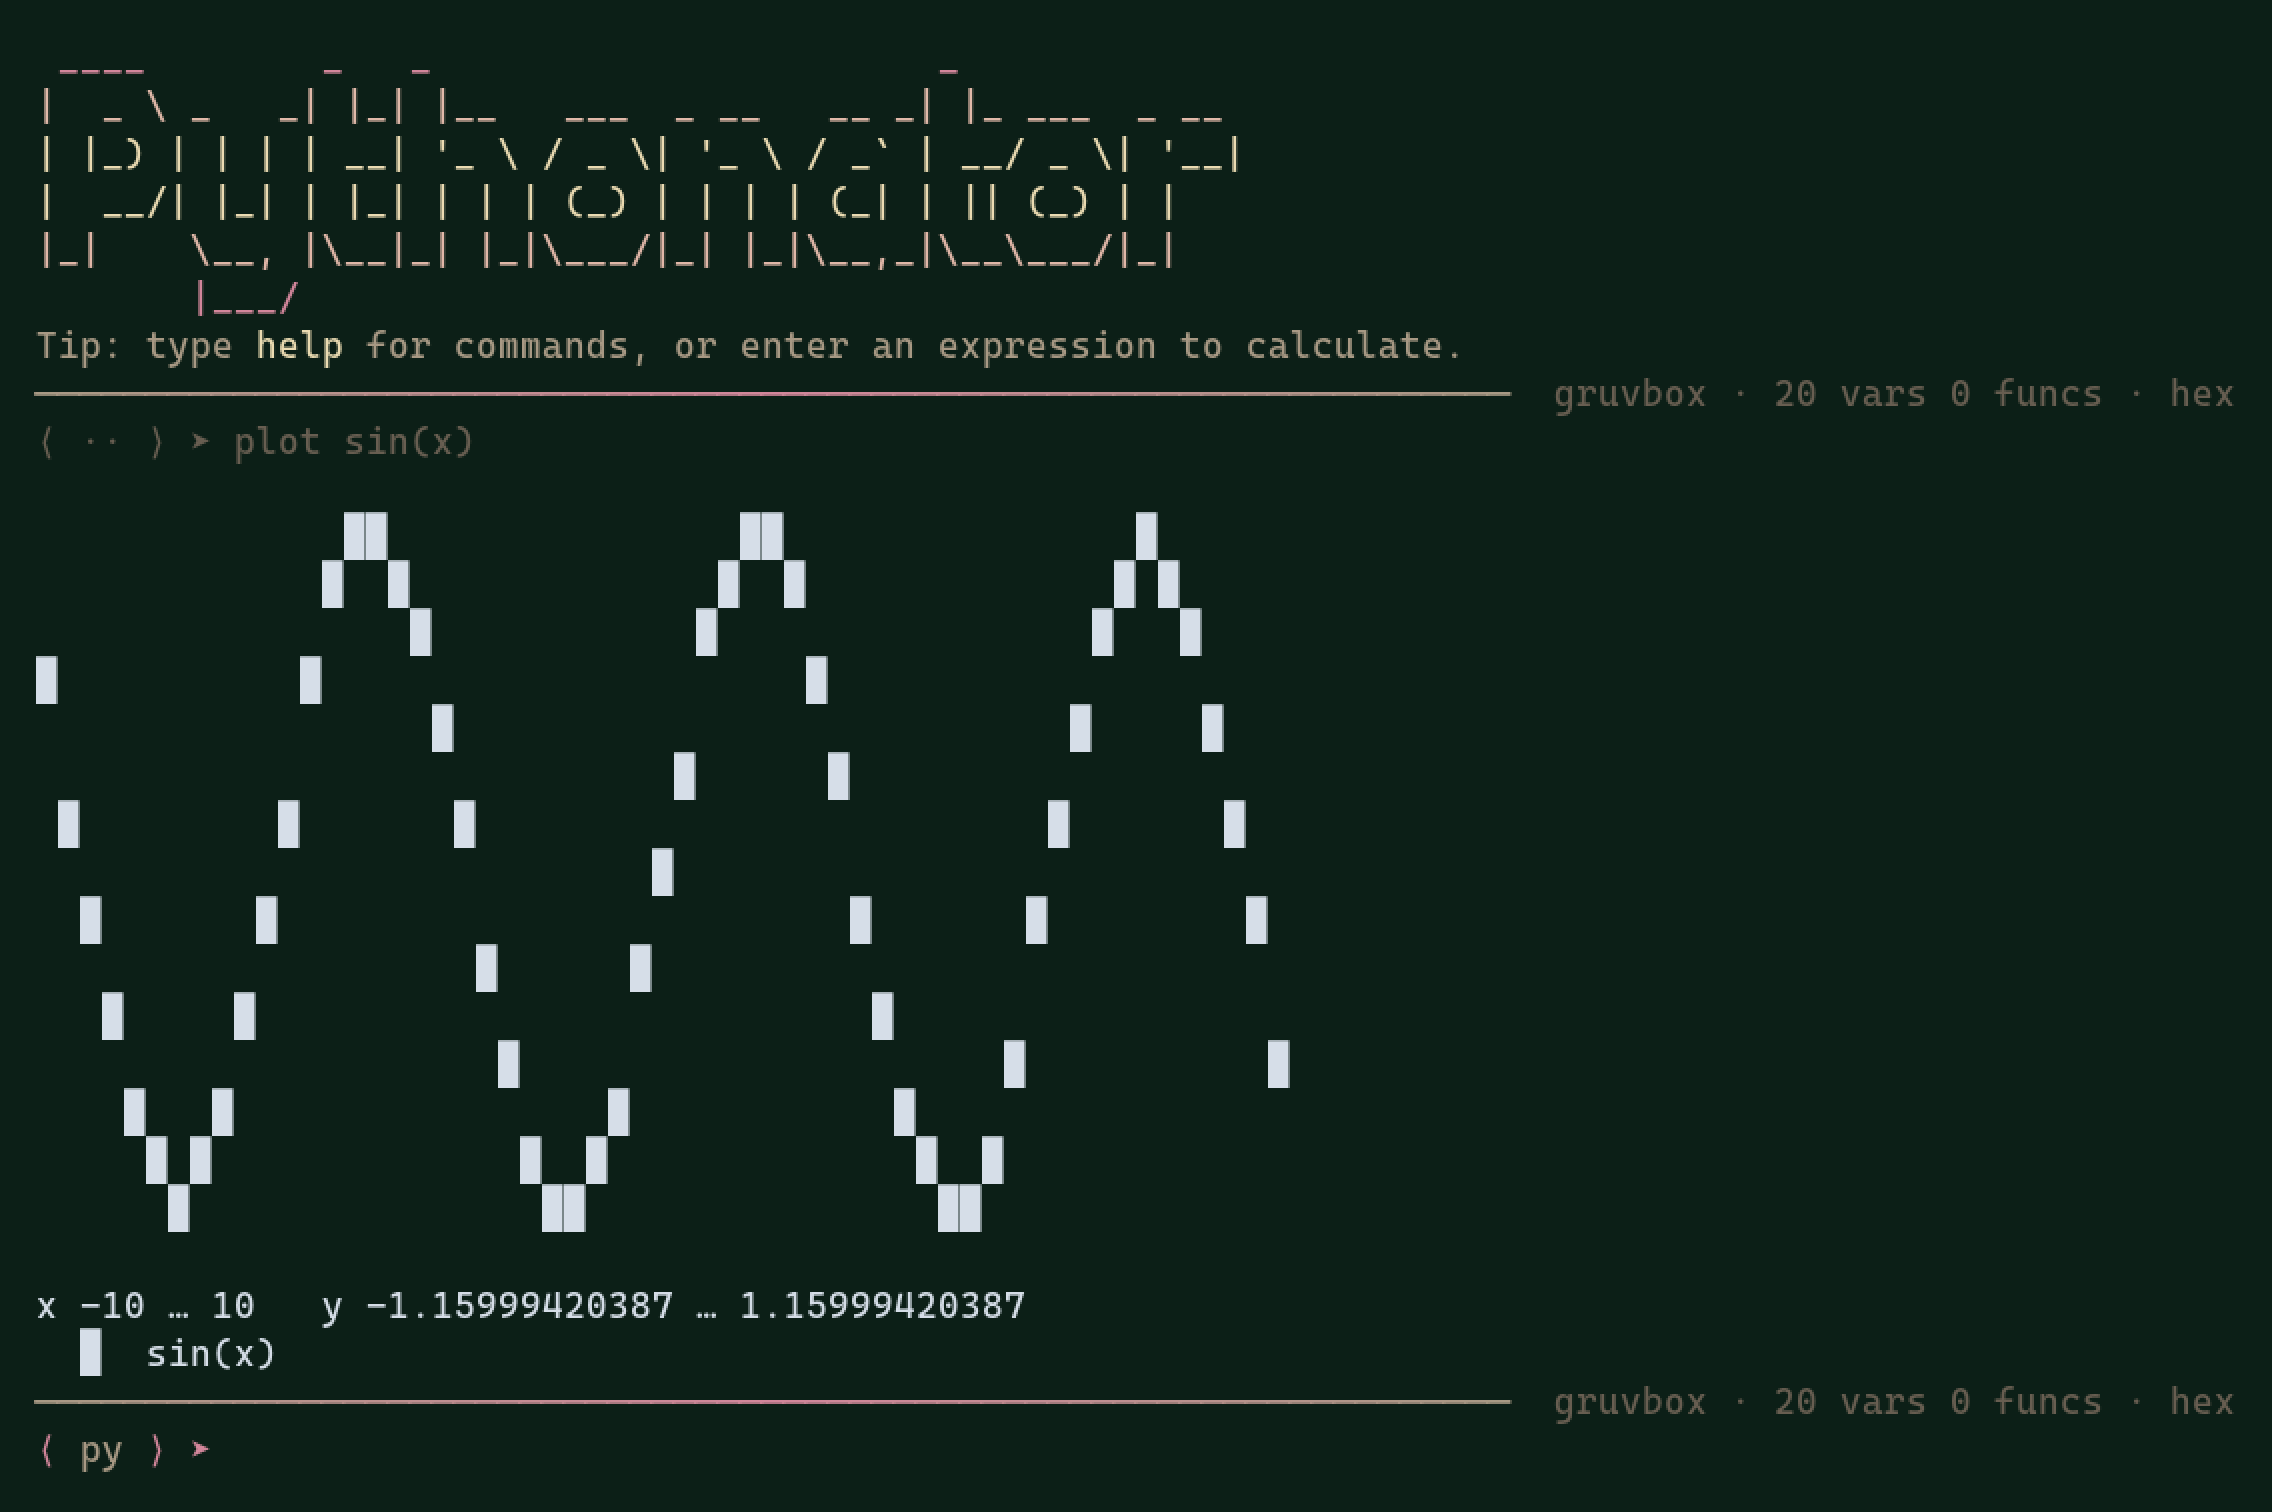 Pythonator
Tip: type help for commands, or enter an expression to calculate.
gruvbox · 20 vars 0 funcs · hex
⟨ ·· ⟩ ➤ plot sin(x)
x −10 … 10   y −1.15999420387 … 1.15999420387
sin(x)
gruvbox · 20 vars 0 funcs · hex
⟨ py ⟩ ➤